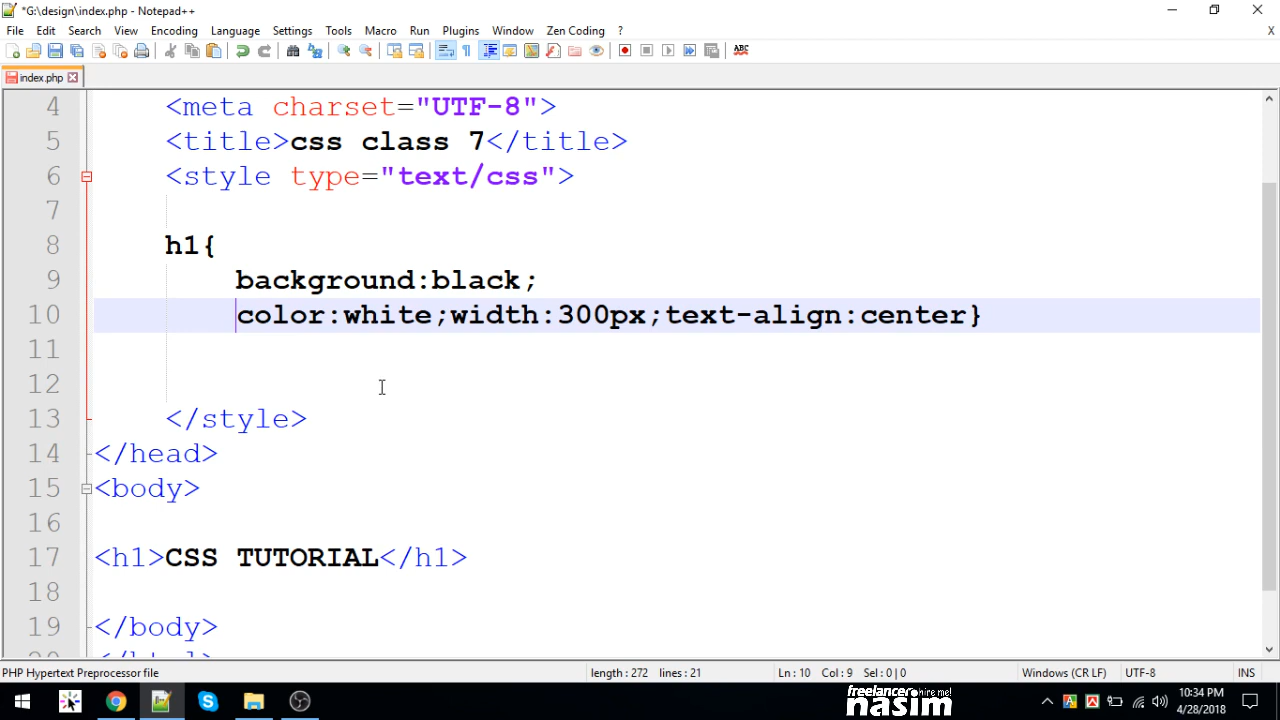 *G:\design\index.php - Notepad++
File Edit Search View Encoding Language Settings Tools Macro Run Plugins Window Zen Coding ? X
ABC
index.php
4 <meta charset="UTF-8">
5 <title>css class 7</title>
6 <style type="text/css">
7
8 h1{
9 background:black;
10 color:white;width:300px;text-align:center}
11
12
13 </style>
14 </head>
15 <body>
16
17 <h1>CSS TUTORIAL</h1>
18
19 </body>
20 </html>
PHP Hypertext Preprocessor file length : 272 lines : 21 Ln : 10 Col : 9 Sel : 0 | 0 Windows (CR LF) UTF-8 INS
freelancer hire me!
nasim
10:34 PM
4/28/2018